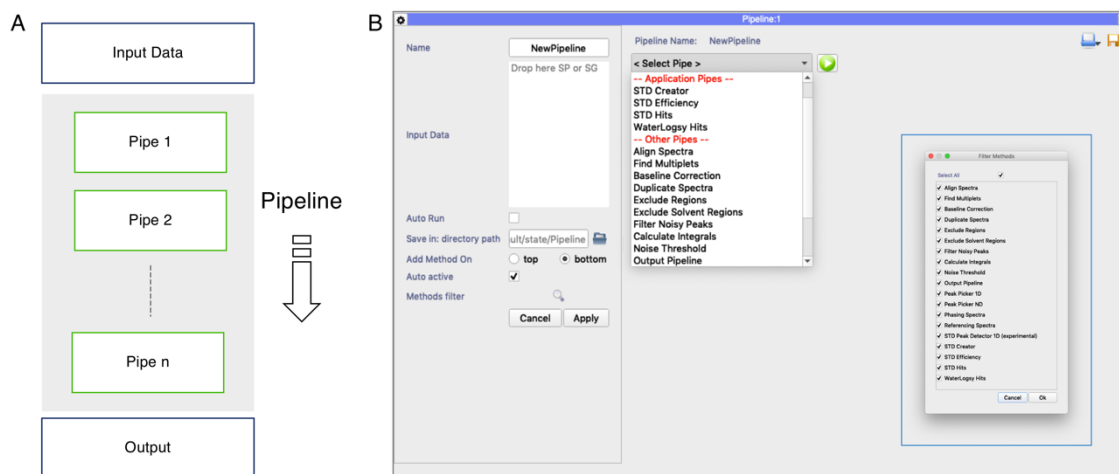 A
Input Data
Pipe 1
Pipe 2
Pipeline
Pipe n
Output
B
Pipeline:1
Name
NewPipeline
Drop here SP or SG
Input Data
Auto Run
Save in: directory path
ult/state/Pipeline
Add Method On
top
bottom
Auto active
Methods filter
Cancel
Apply
Pipeline Name: NewPipeline
< Select Pipe >
-- Application Pipes --
STD Creator
STD Efficiency
STD Hits
WaterLogsy Hits
-- Other Pipes --
Align Spectra
Find Multiplets
Baseline Correction
Duplicate Spectra
Exclude Regions
Exclude Solvent Regions
Filter Noisy Peaks
Calculate Integrals
Noise Threshold
Output Pipeline
Filter Methods
Select All
Align Spectra
Find Multiplets
Baseline Correction
Duplicate Spectra
Exclude Regions
Exclude Solvent Regions
Filter Noisy Peaks
Calculate Integrals
Noise Threshold
Output Pipeline
Peak Picker 1D
Peak Picker ND
Phasing Spectra
Referencing Spectra
STD Peak Detector 1D (experimental)
STD Creator
STD Efficiency
STD Hits
WaterLogsy Hits
Cancel
Ok